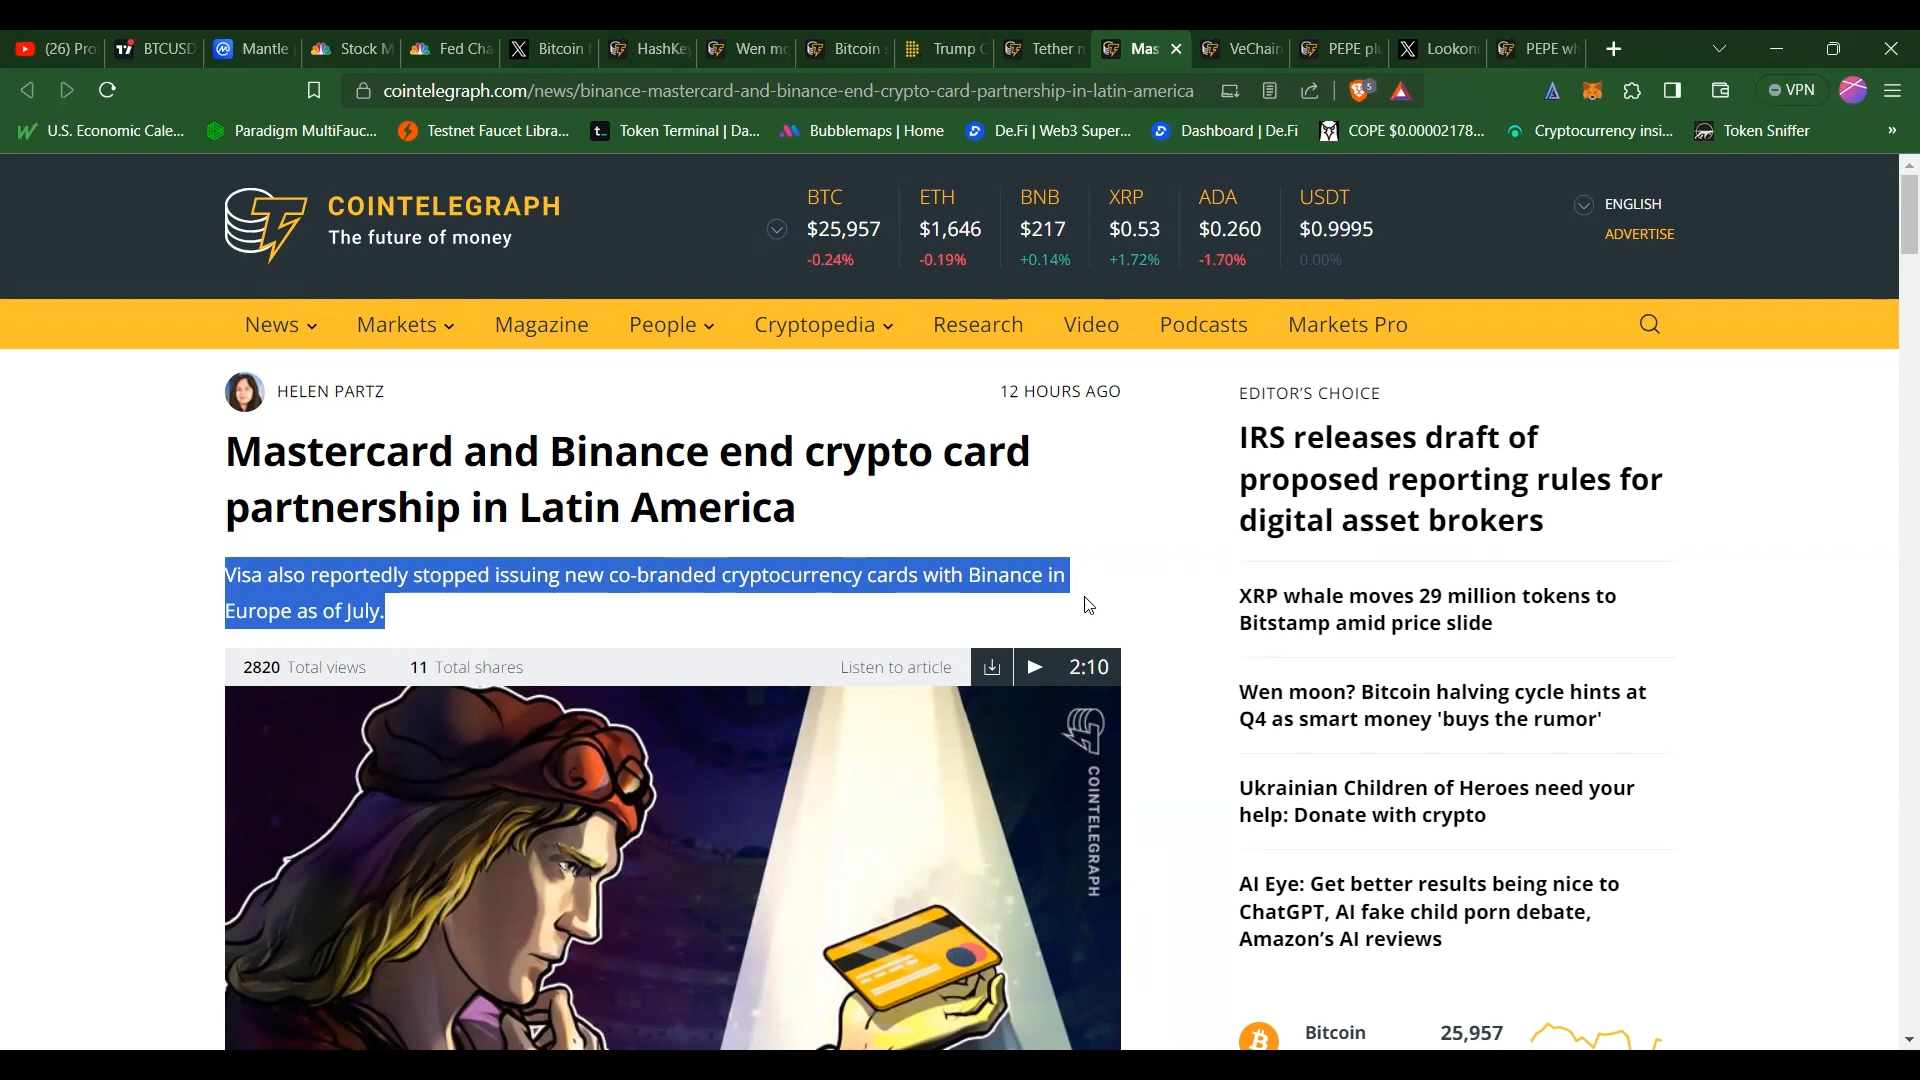 (26) Pro
BTCUSD
Mantle
Stock M
Fed Cha
Bitcoin
HashKey
Wen mo
Bitcoin s
Trump C
Tether n
Mas
VeChain
PEPE plu
Lookon
PEPE wh
cointelegraph.com/news/binance-mastercard-and-binance-end-crypto-card-partnership-in-latin-america
5
VPN
U.S. Economic Cale...
Paradigm MultiFauc...
Testnet Faucet Libra...
Token Terminal | Da...
Bubblemaps | Home
De.Fi | Web3 Super...
Dashboard | De.Fi
COPE $0.00002178...
Cryptocurrency insi...
Token Sniffer
COINTELEGRAPH
The future of money
BTC ETH BNB XRP ADA USDT
$25,957 $1,646 $217 $0.53 $0.260 $0.9995
-0.24% -0.19% +0.14% +1.72% -1.70% 0.00%
ENGLISH
ADVERTISE
News Markets Magazine People Cryptopedia Research Video Podcasts Markets Pro
HELEN PARTZ
12 HOURS AGO
Mastercard and Binance end crypto card
partnership in Latin America
Visa also reportedly stopped issuing new co-branded cryptocurrency cards with Binance in
Europe as of July.
2820 Total views 11 Total shares Listen to article 2:10
COINTELEGRAPH
EDITOR'S CHOICE
IRS releases draft of
proposed reporting rules for
digital asset brokers
XRP whale moves 29 million tokens to
Bitstamp amid price slide
Wen moon? Bitcoin halving cycle hints at
Q4 as smart money 'buys the rumor'
Ukrainian Children of Heroes need your
help: Donate with crypto
AI Eye: Get better results being nice to
ChatGPT, AI fake child porn debate,
Amazon's AI reviews
Bitcoin 25,957